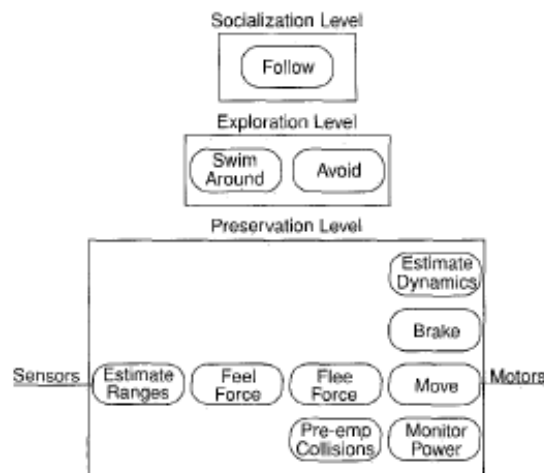 Socialization Level
Follow
Exploration Level
Swim
Around
Avoid
Preservation Level
Estimate
Dynamics
Brake
Sensors
Estimate
Ranges
Feel
Force
Flee
Force
Move
Motors
Pre-emp
Collisions
Monitor
Power